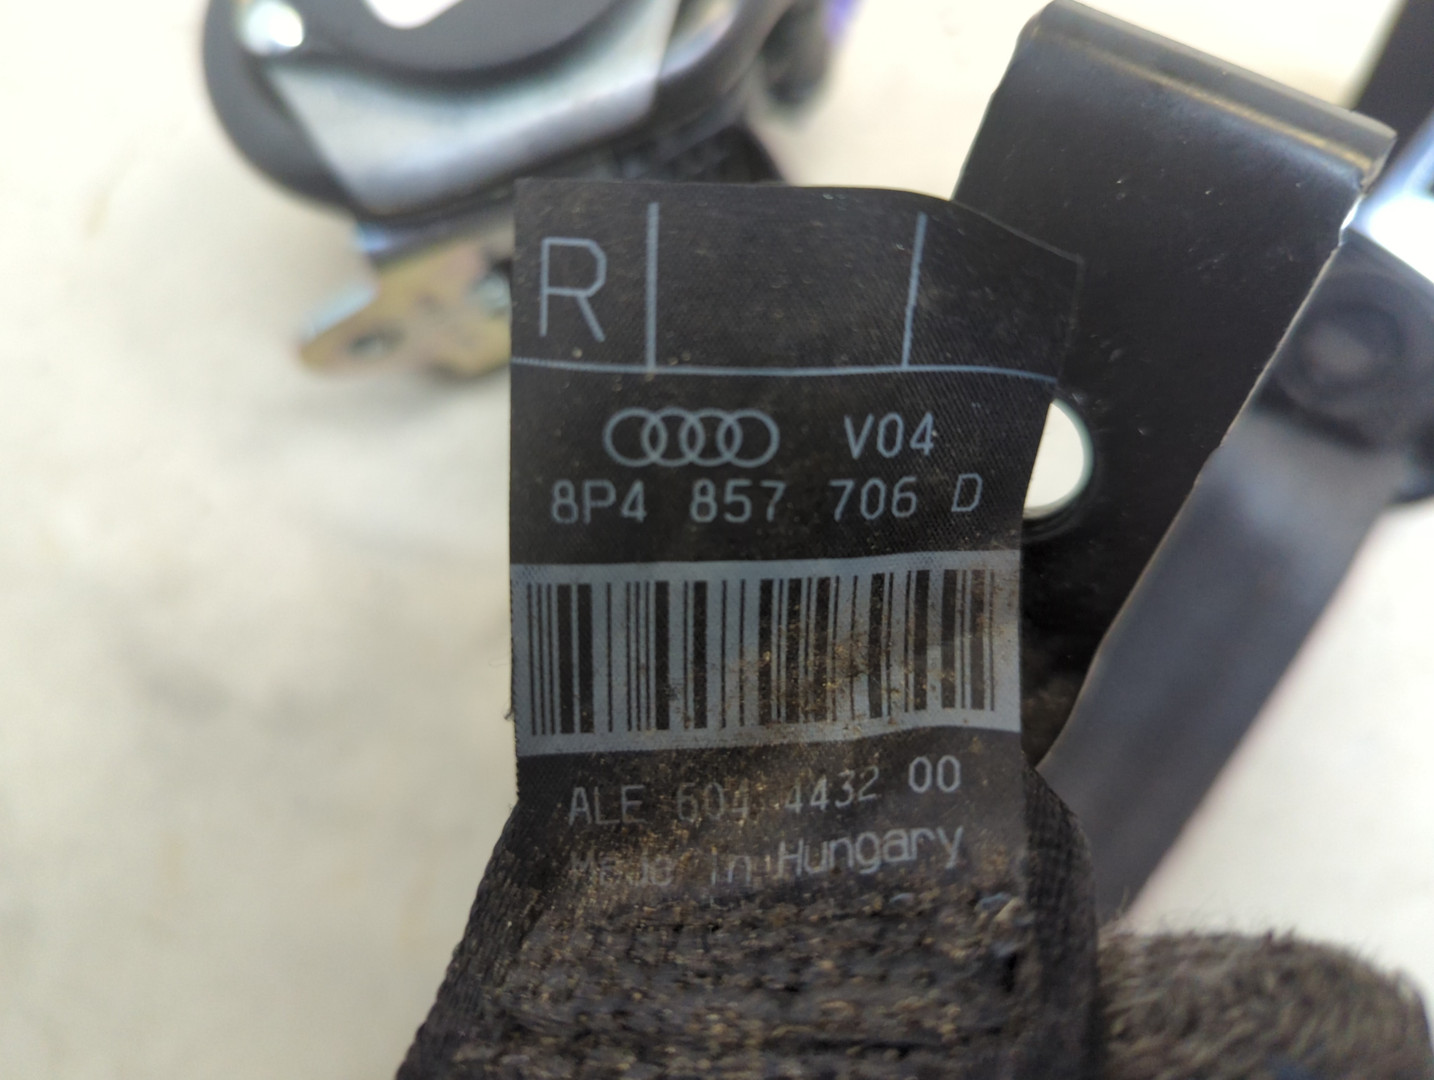 R
V04
8P4 857 706 D
ALE 604 4432 00
Made in Hungary